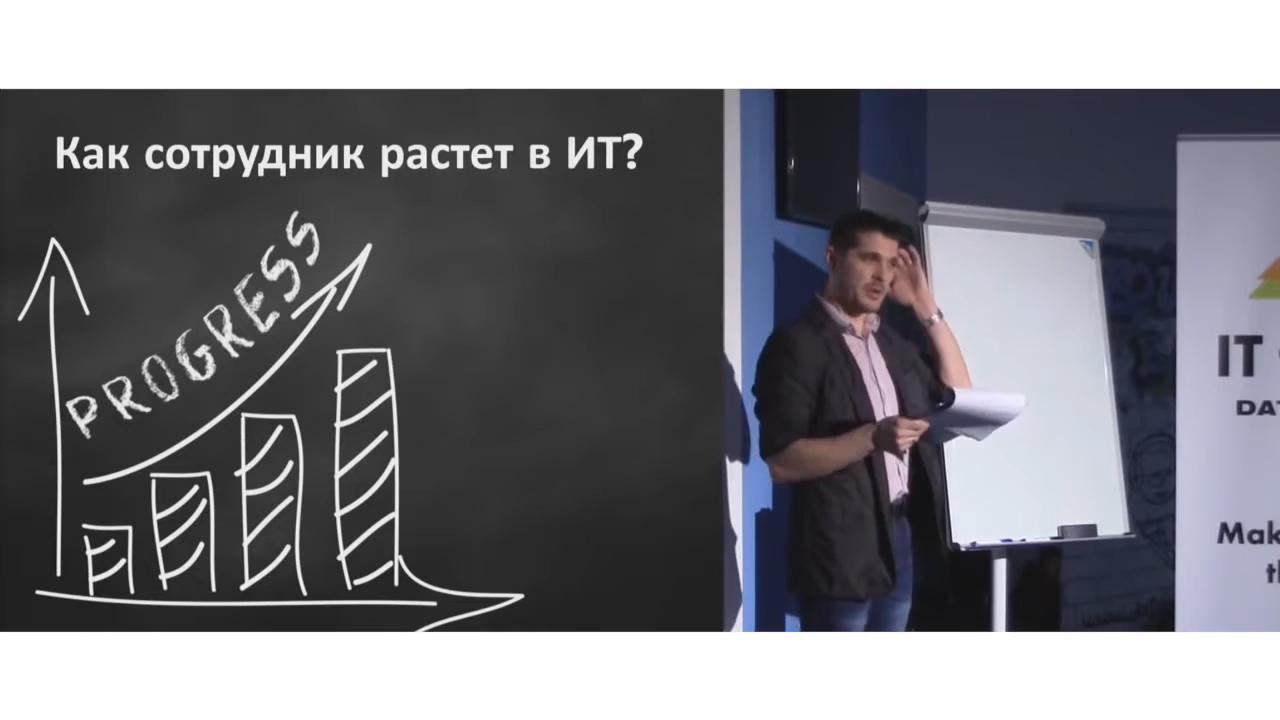 Как сотрудник растет в ИТ?
PROGRESS
IT
DAT
Mak
th